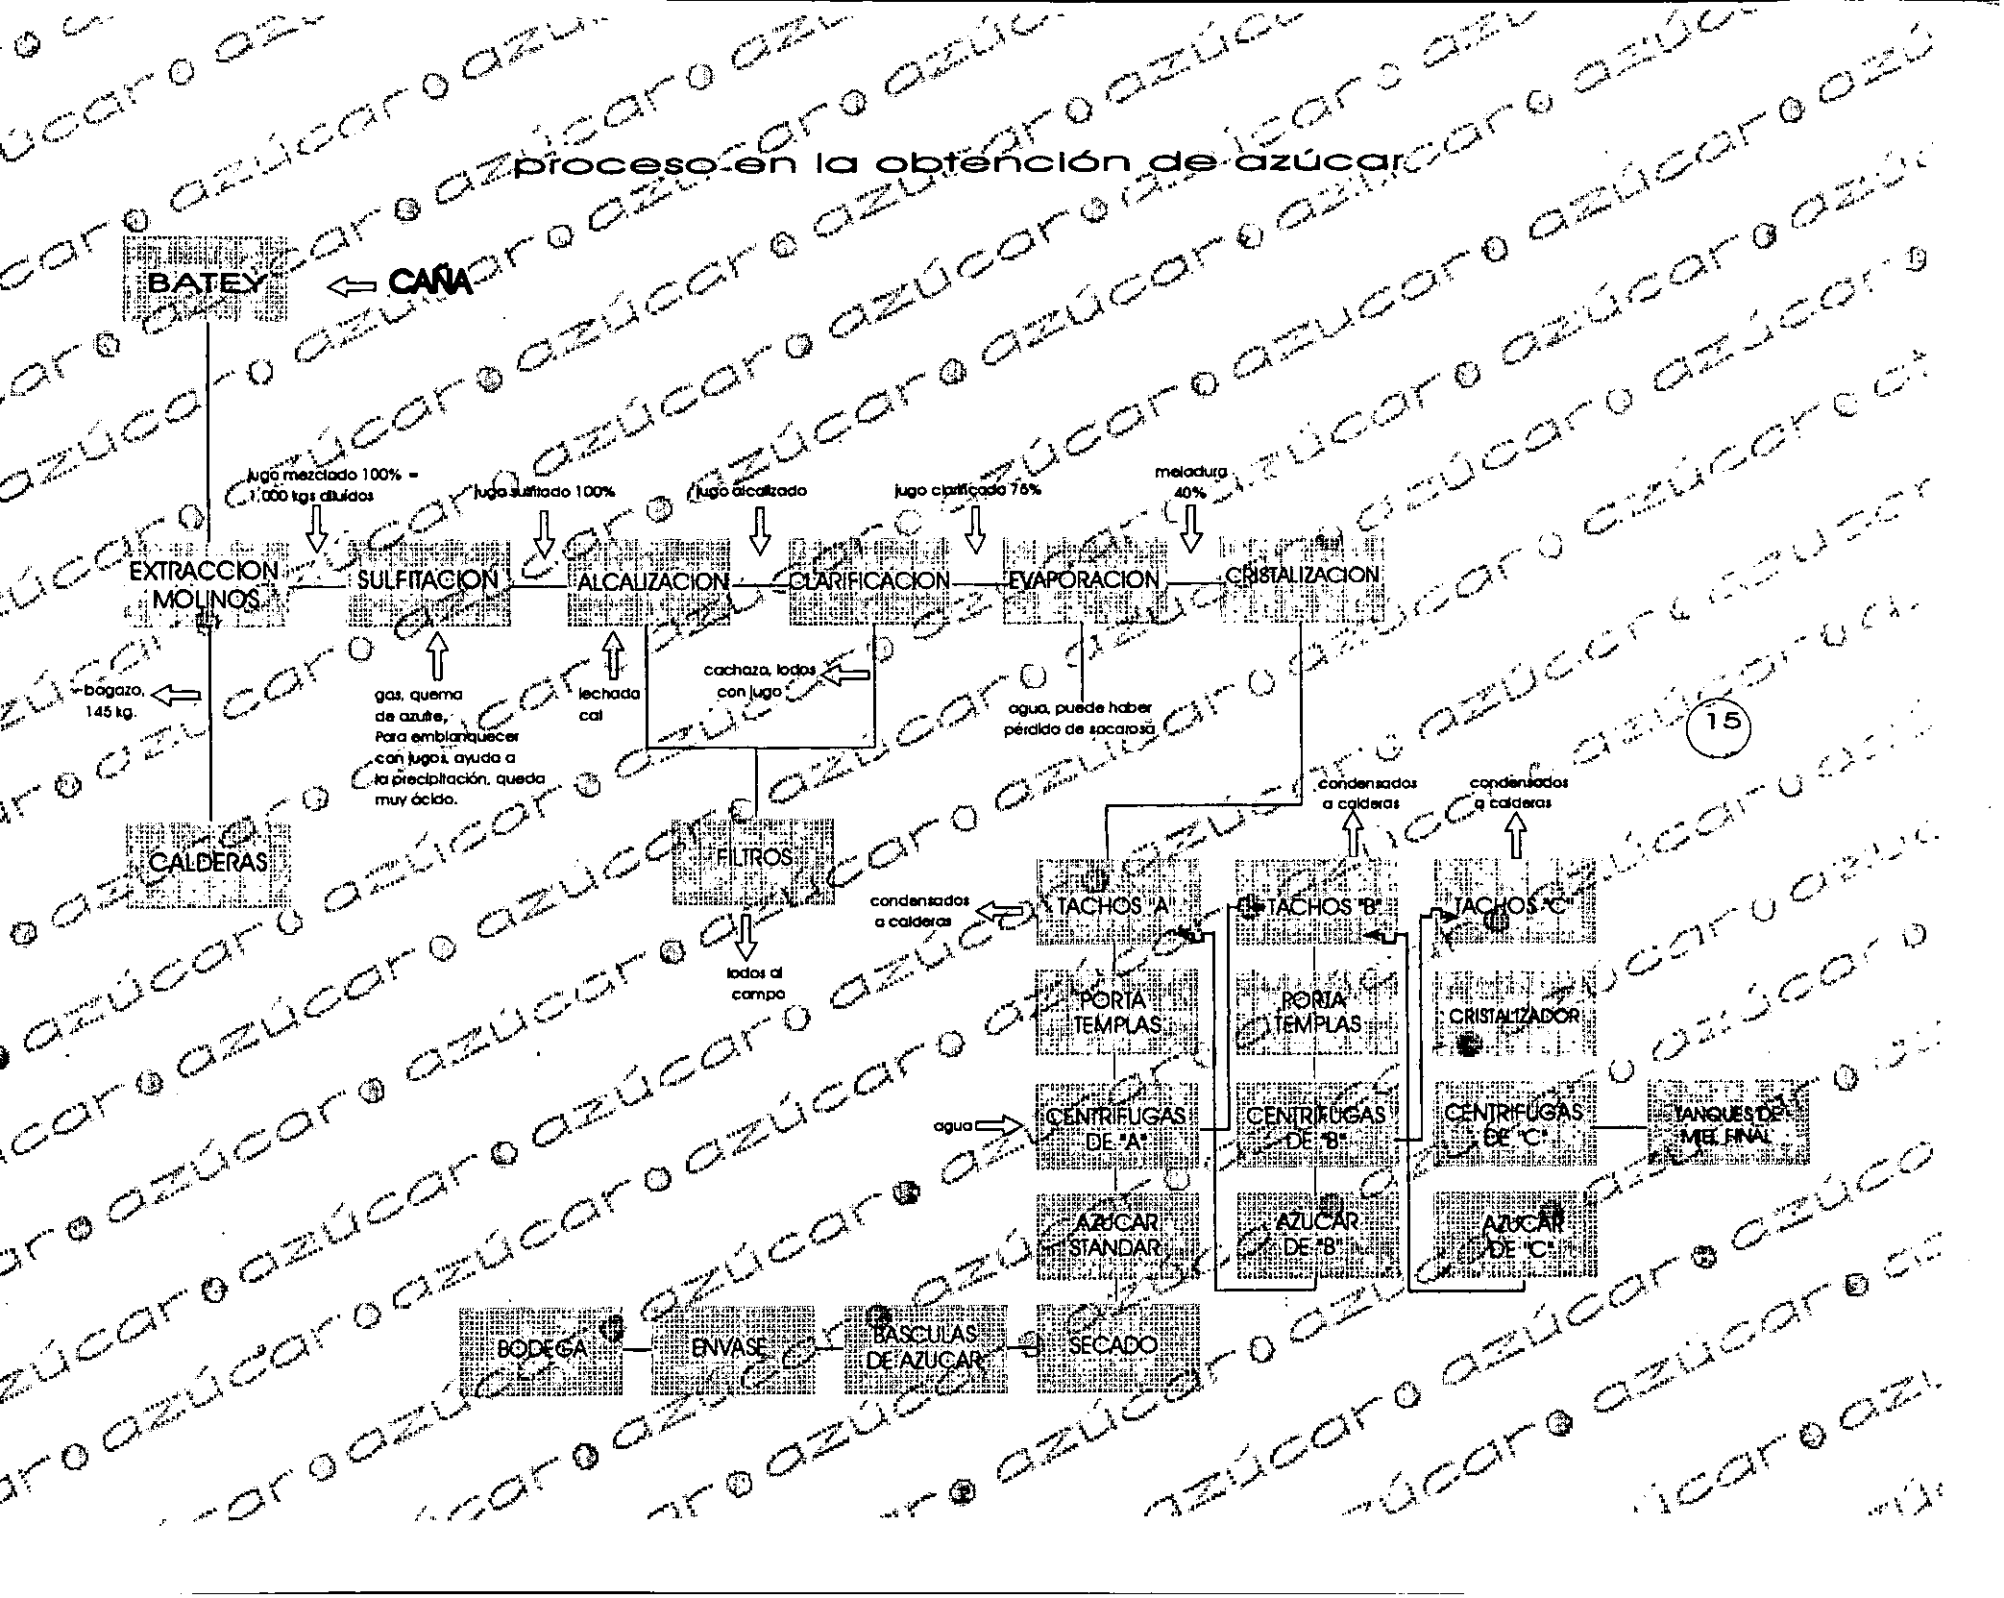 proceso en la obtención de azúcar
BATEY
CAÑA
jugo mezclado 100% =
1,000 kgs diluídos
jugo sulfitado 100%
jugo alcalizado
jugo clarificado 75%
meladura
40%
EXTRACCION
MOLINOS
SULFITACION
ALCALIZACION
CLARIFICACION
EVAPORACION
CRISTALIZACION
bagazo,
145 kg.
gas, quema
de azufre,
Para emblanquecer
con jugos, ayuda a
la precipitación, queda
muy ácido.
lechada
cal
cachaza, lodos
con jugo
agua, puede haber
pérdida de sacarosa
15
CALDERAS
FILTROS
lodos al
campo
condensados
a calderas
condensados
a calderas
condensados
a calderas
TACHOS "A"
TACHOS "B"
TACHOS "C"
PORTA
TEMPLAS
PORTA
TEMPLAS
CRISTALIZADOR
agua
CENTRIFUGAS
DE "A"
CENTRIFUGAS
DE "B"
CENTRIFUGAS
DE "C"
TANQUES DE
MIEL FINAL
AZUCAR
STANDAR
AZUCAR
DE "B"
AZUCAR
DE "C"
BODEGA
ENVASE
BASCULAS
DE AZUCAR
SECADO